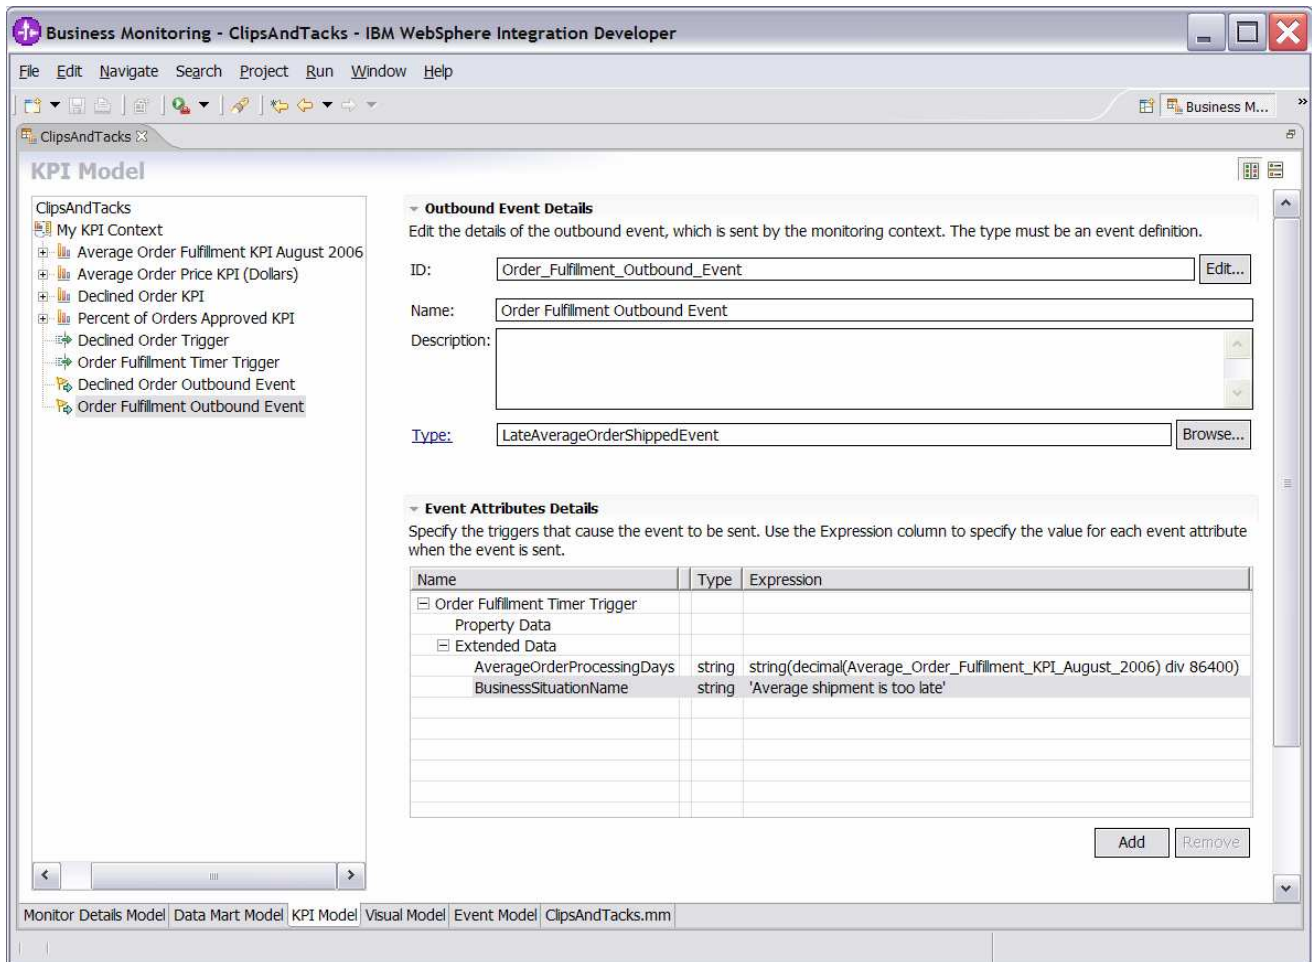 Business Monitoring - ClipsAndTacks - IBM WebSphere Integration Developer
File Edit Navigate Search Project Run Window Help
Business M... »
ClipsAndTacks
KPI Model
ClipsAndTacks
My KPI Context
Average Order Fulfillment KPI August 2006
Average Order Price KPI (Dollars)
Declined Order KPI
Percent of Orders Approved KPI
Declined Order Trigger
Order Fulfillment Timer Trigger
Declined Order Outbound Event
Order Fulfillment Outbound Event
Outbound Event Details
Edit the details of the outbound event, which is sent by the monitoring context. The type must be an event definition.
ID: Order_Fulfillment_Outbound_Event Edit...
Name: Order Fulfillment Outbound Event
Description:
Type: LateAverageOrderShippedEvent Browse...
Event Attributes Details
Specify the triggers that cause the event to be sent. Use the Expression column to specify the value for each event attribute
when the event is sent.
Name Type Expression
Order Fulfillment Timer Trigger
Property Data
Extended Data
AverageOrderProcessingDays string string(decimal(Average_Order_Fulfillment_KPI_August_2006) div 86400)
BusinessSituationName string 'Average shipment is too late'
Add Remove
Monitor Details Model Data Mart Model KPI Model Visual Model Event Model ClipsAndTacks.mm